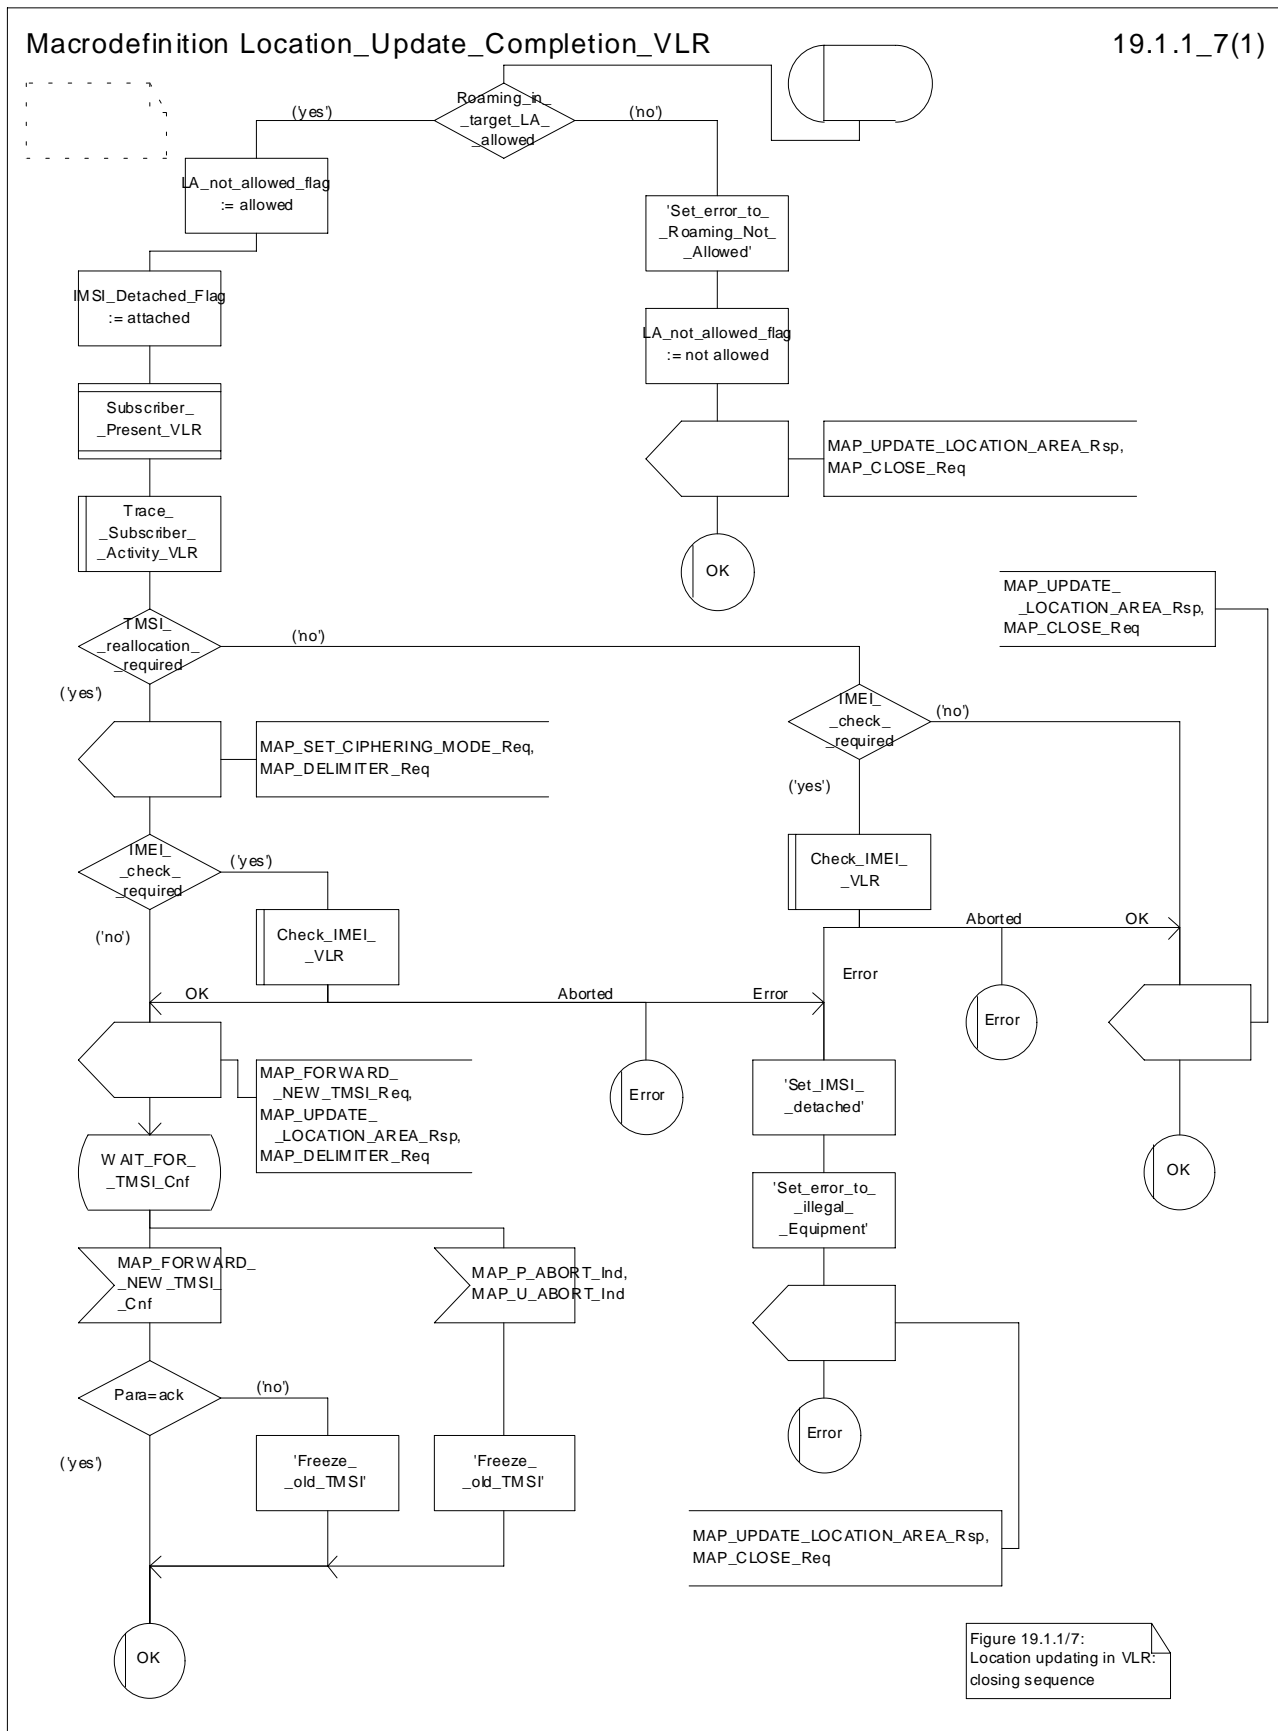 Macrodefinition Location_Update_Completion_VLR
19.1.1_7(1)
Roaming_in_
_target_LA_
_allowed
('yes')
('no')
LA_not_allowed_flag
:= allowed
'Set_error_to_
_Roaming_Not_
_Allowed'
IMSI_Detached_Flag
:= attached
LA_not_allowed_flag
:= not allowed
Subscriber_
_Present_VLR
MAP_UPDATE_LOCATION_AREA_Rsp,
MAP_CLOSE_Req
Trace_
_Subscriber_
_Activity_VLR
OK
MAP_UPDATE_
_LOCATION_AREA_Rsp,
MAP_CLOSE_Req
TMSI_
_reallocation_
_required
('no')
('yes')
IMEI_
_check_
_required
('no')
('yes')
MAP_SET_CIPHERING_MODE_Req,
MAP_DELIMITER_Req
IMEI_
_check_
_required
('yes')
('no')
Check_IMEI_
_VLR
Check_IMEI_
_VLR
Aborted
OK
Error
OK
Aborted
Error
Error
MAP_FORWARD_
_NEW_TMSI_Req,
MAP_UPDATE_
_LOCATION_AREA_Rsp,
MAP_DELIMITER_Req
Error
'Set_IMSI_
_detached'
OK
WAIT_FOR_
_TMSI_Cnf
'Set_error_to_
_illegal_
_Equipment'
MAP_FORWARD_
_NEW_TMSI_
_Cnf
MAP_P_ABORT_Ind,
MAP_U_ABORT_Ind
Para=ack
('no')
('yes')
'Freeze_
_old_TMSI'
'Freeze_
_old_TMSI'
Error
MAP_UPDATE_LOCATION_AREA_Rsp,
MAP_CLOSE_Req
OK
Figure 19.1.1/7:
Location updating in VLR:
closing sequence